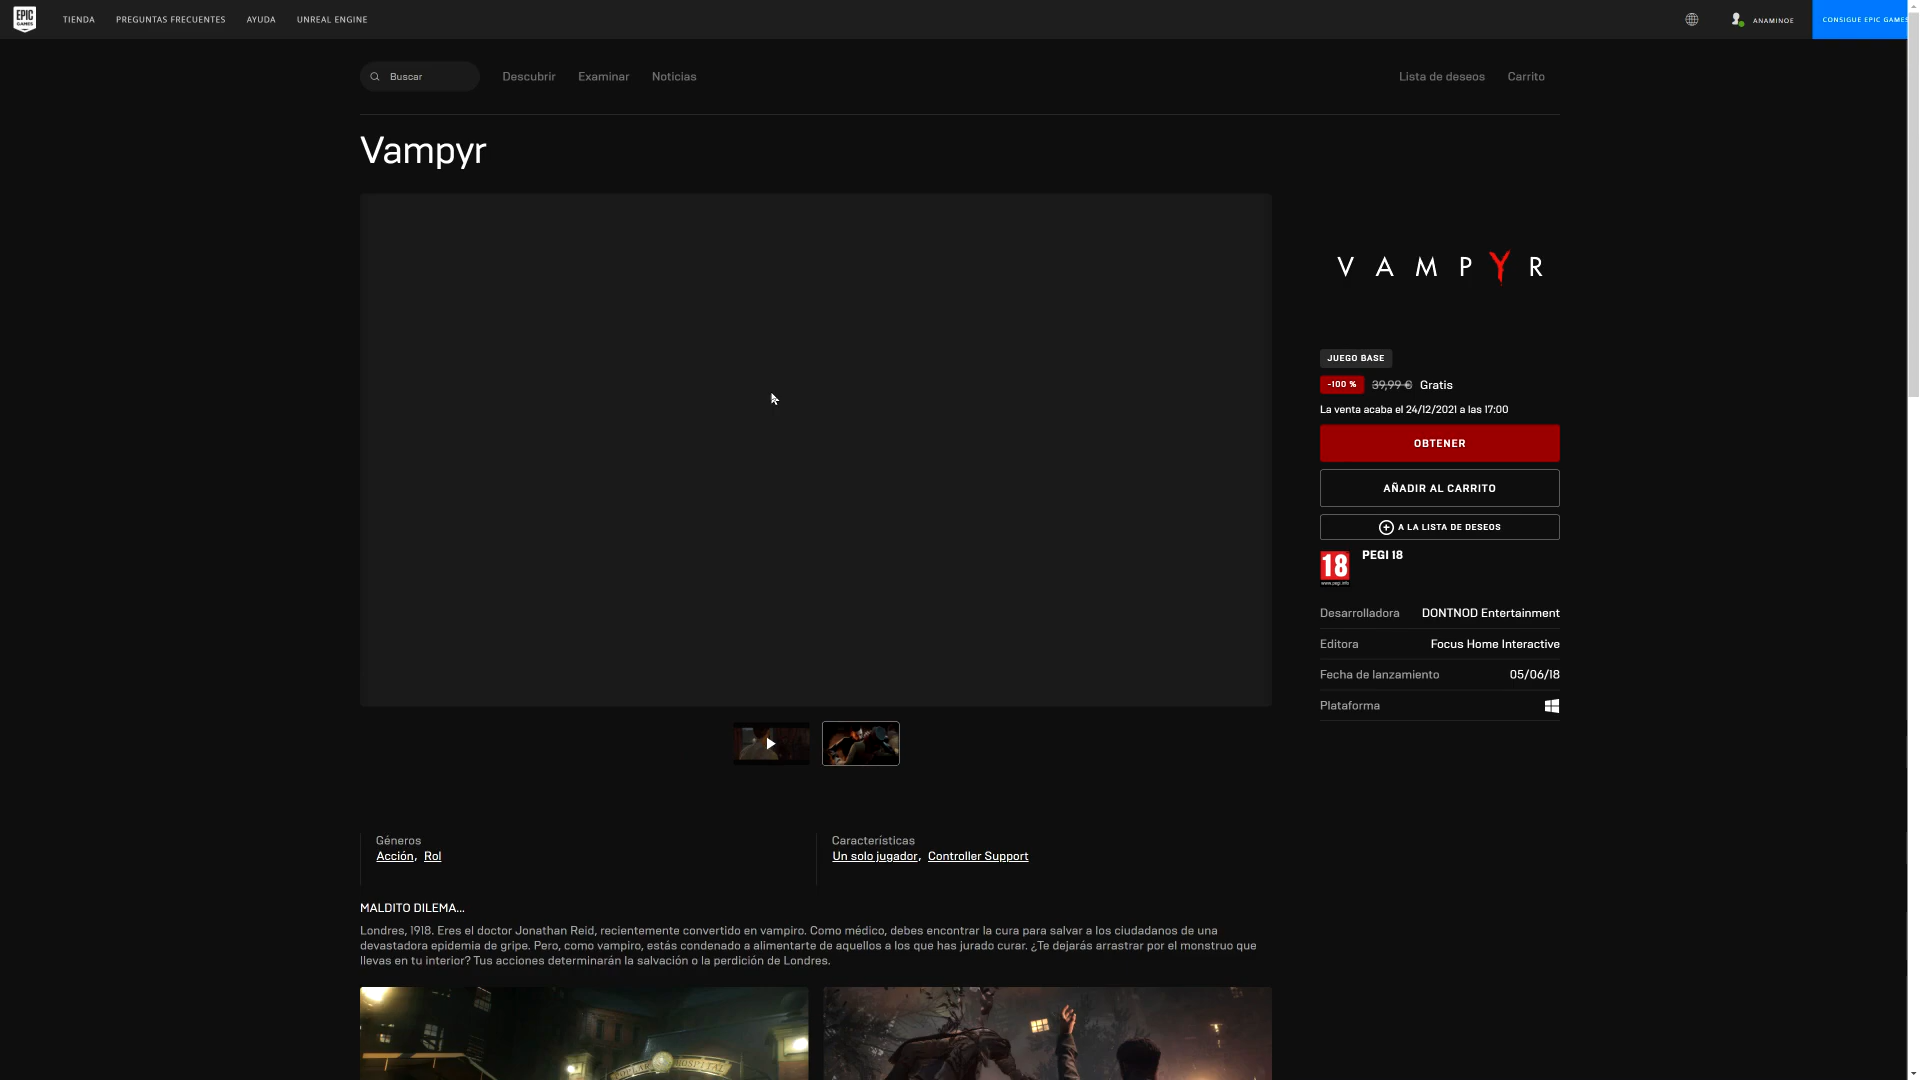 EPIC GAMES
TIENDA
PREGUNTAS FRECUENTES
AYUDA
UNREAL ENGINE
ANAMINOE
CONSIGUE EPIC GAMES
Buscar
Descubrir
Examinar
Noticias
Lista de deseos
Carrito
Vampyr
VAMPYR
JUEGO BASE
-100 % 39,99 € Gratis
La venta acaba el 24/12/2021 a las 17:00
OBTENER
AÑADIR AL CARRITO
A LA LISTA DE DESEOS
18
www.pegi.info
PEGI 18
Desarrolladora DONTNOD Entertainment
Editora Focus Home Interactive
Fecha de lanzamiento 05/06/18
Plataforma
Géneros
Acción, Rol
Características
Un solo jugador, Controller Support
MALDITO DILEMA...
Londres, 1918. Eres el doctor Jonathan Reid, recientemente convertido en vampiro. Como médico, debes encontrar la cura para salvar a los ciudadanos de una
devastadora epidemia de gripe. Pero, como vampiro, estás condenado a alimentarte de aquellos a los que has jurado curar. ¿Te dejarás arrastrar por el monstruo que
llevas en tu interior? Tus acciones determinarán la salvación o la perdición de Londres.